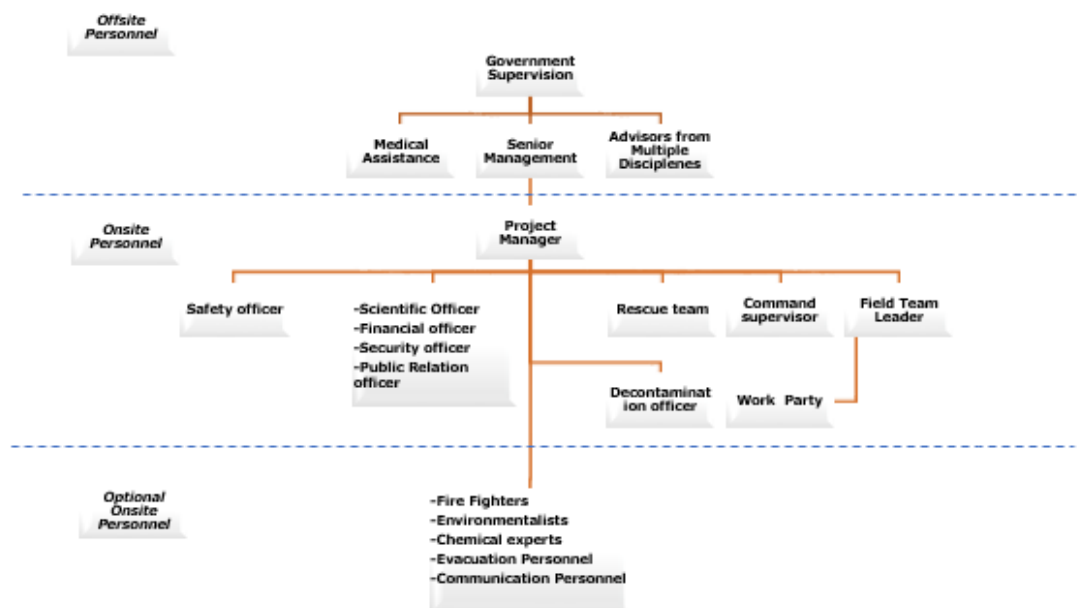 Offsite
Personnel
Government
Supervision
Medical
Assistance
Senior
Management
Advisors from
Multiple
Disciplenes
Onsite
Personnel
Project
Manager
Safety officer
-Scientific Officer
-Financial officer
-Security officer
-Public Relation
officer
Rescue team
Command
supervisor
Field Team
Leader
Decontaminat
ion officer
Work Party
Optional
Onsite
Personnel
-Fire Fighters
-Environmentalists
-Chemical experts
-Evacuation Personnel
-Communication Personnel